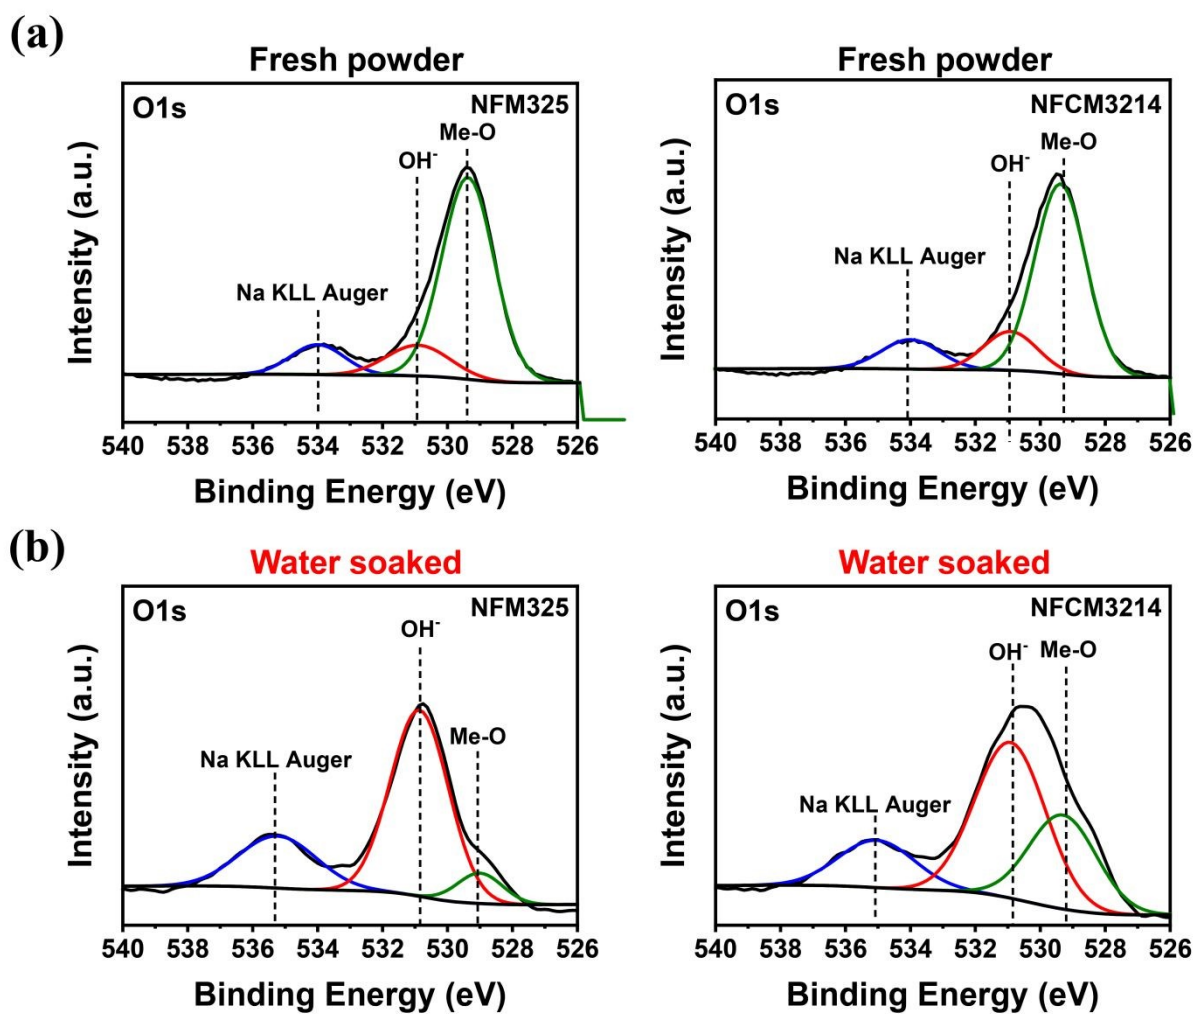 (a)
Fresh powder
O1s
NFM325
Me-O
OH-
Na KLL Auger
Intensity (a.u.)
540 538 536 534 532 530 528 526
Binding Energy (eV)
Fresh powder
O1s
NFCM3214
Me-O
OH-
Na KLL Auger
Intensity (a.u.)
540 538 536 534 532 530 528 526
Binding Energy (eV)
(b)
Water soaked
O1s
NFM325
OH-
Me-O
Na KLL Auger
Intensity (a.u.)
540 538 536 534 532 530 528 526
Binding Energy (eV)
Water soaked
O1s
NFCM3214
OH- Me-O
Na KLL Auger
Intensity (a.u.)
540 538 536 534 532 530 528 526
Binding Energy (eV)